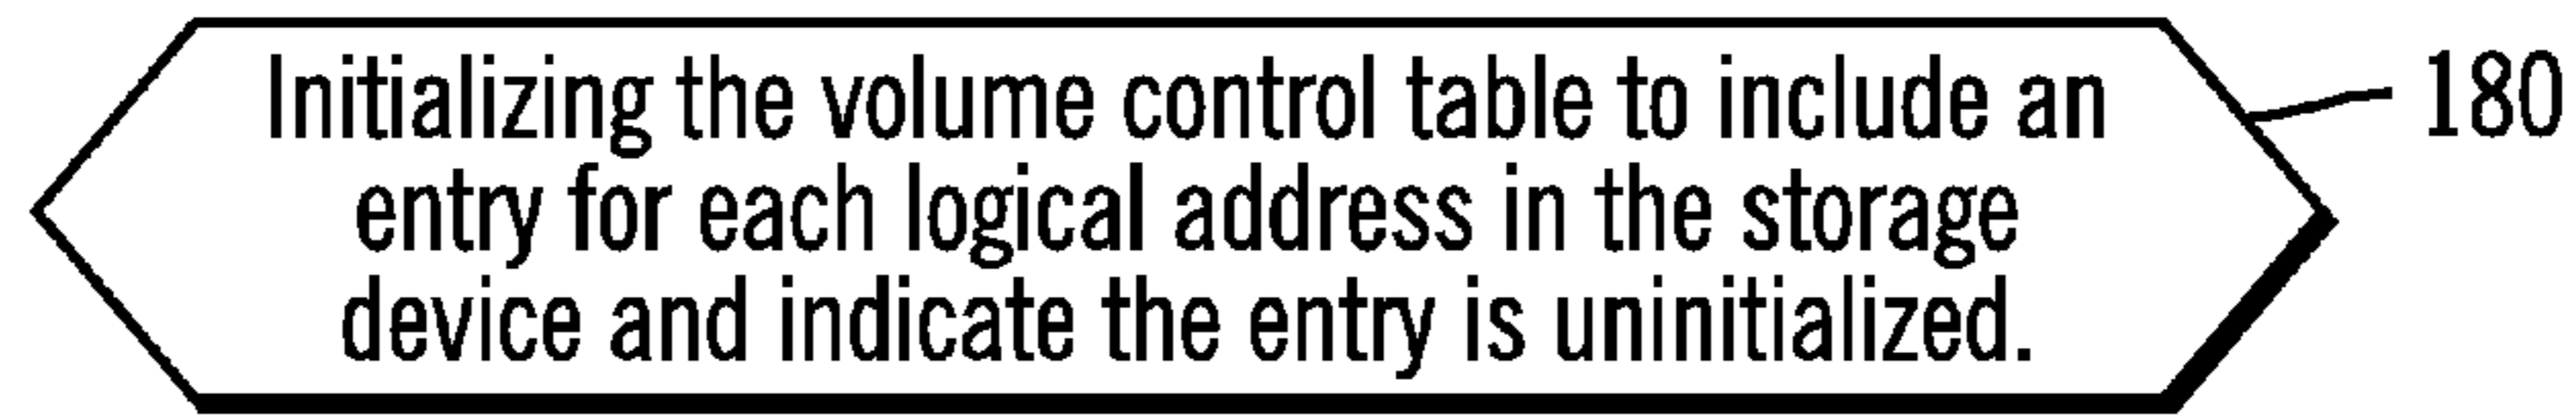 Initializing the volume control table to include an
entry for each logical address in the storage
device and indicate the entry is uninitialized.
180